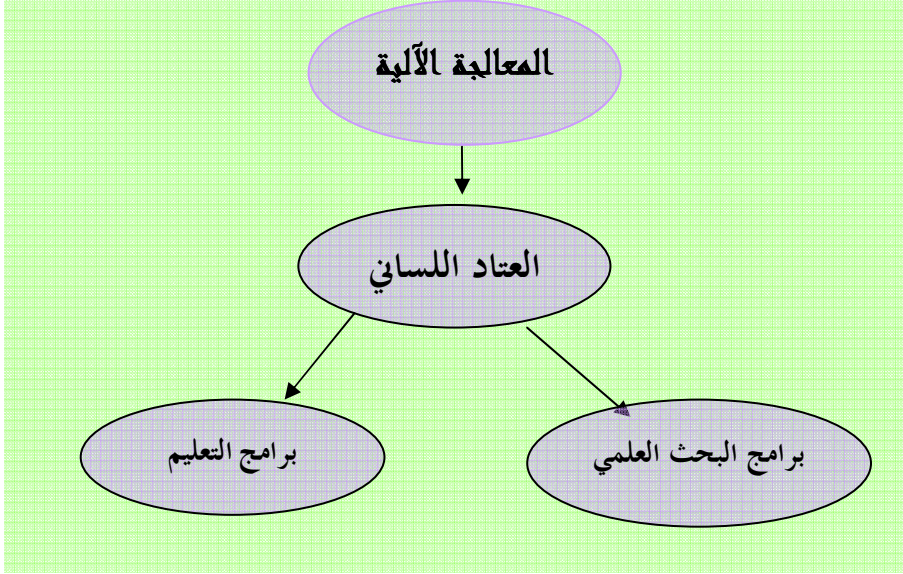 المعالجة الآلية
العتاد اللساني
برامج البحث العلمي
برامج التعليم